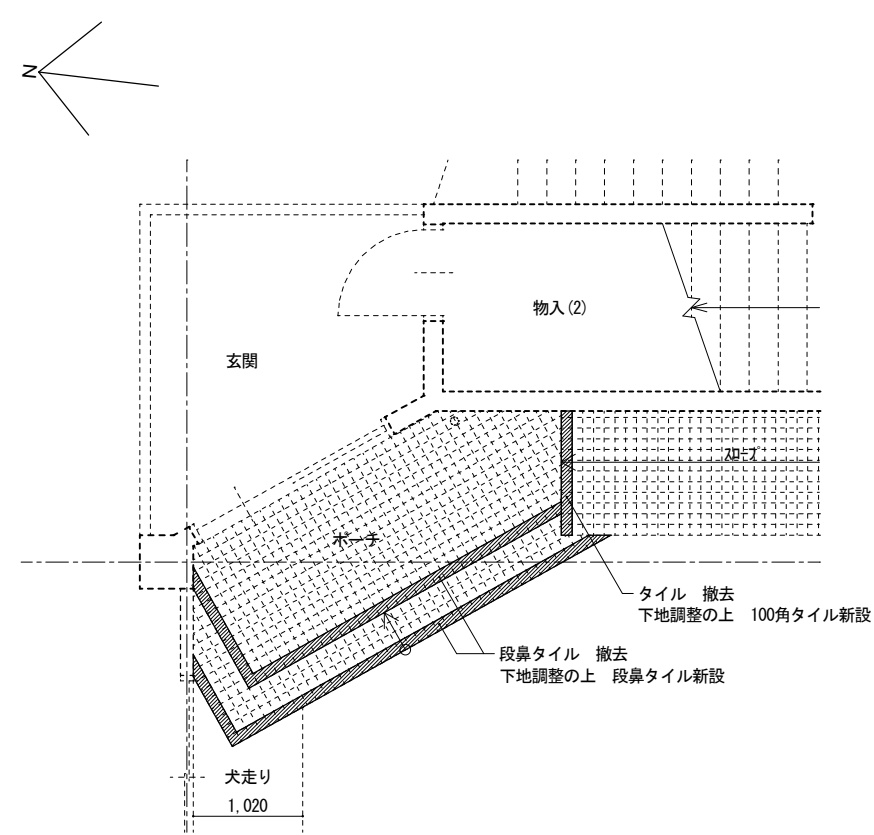 N
物入(2)
玄関
ｽﾛｰﾌﾟ
ポーチ
タイル　撤去
下地調整の上　100角タイル新設
段鼻タイル　撤去
下地調整の上　段鼻タイル新設
犬走り
1,020